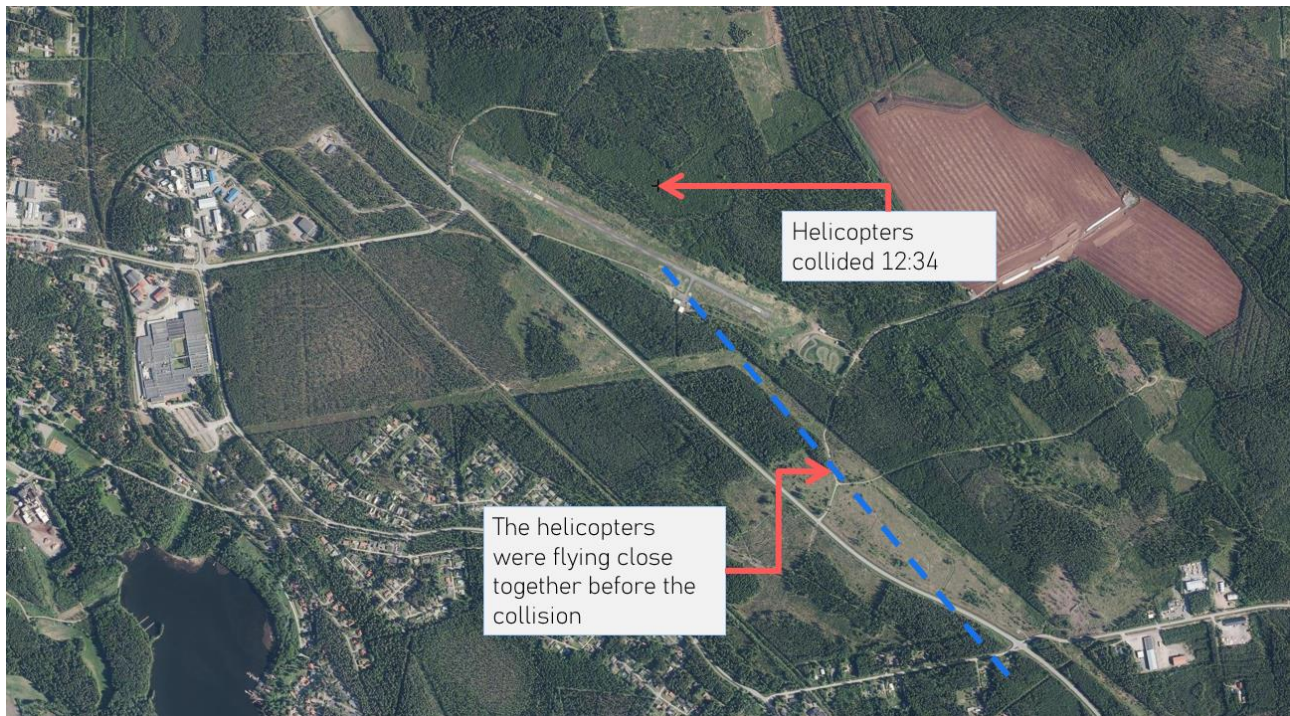 Helicopters
collided 12:34
The helicopters
were flying close
together before the
collision